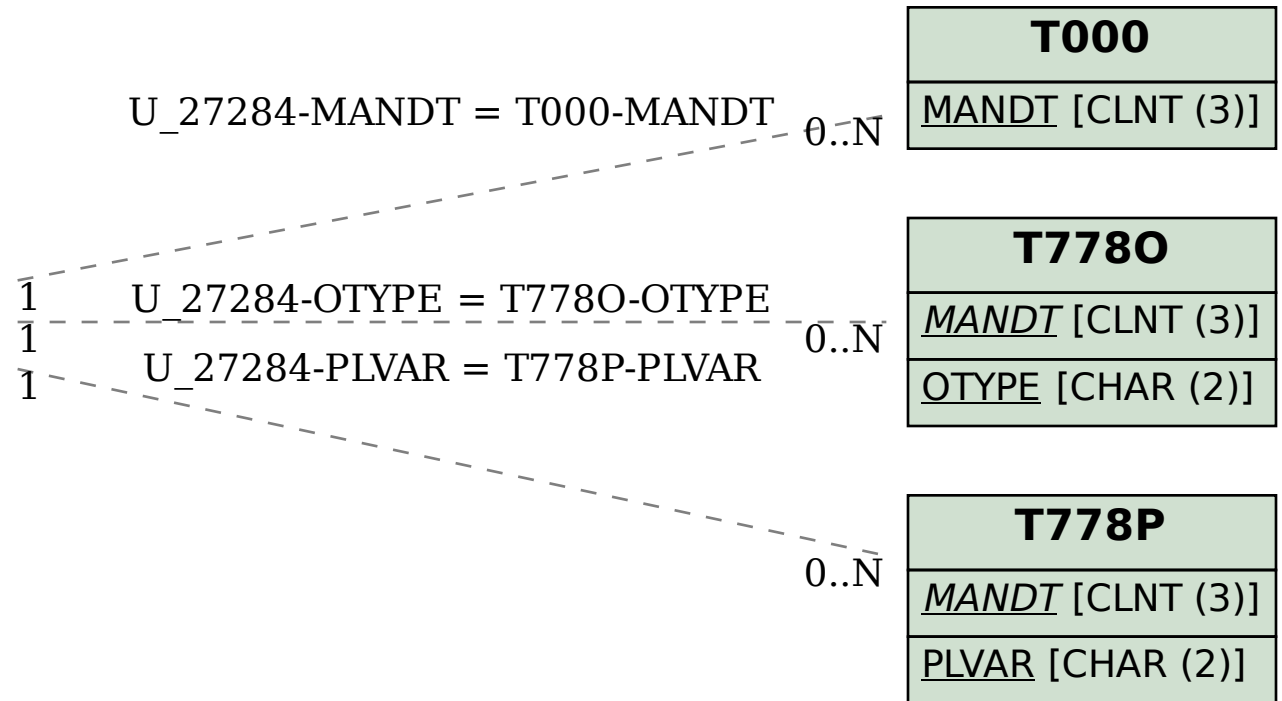 T000
U_27284-MANDT = T000-MANDT
MANDT [CLNT (3)]
0..N
T778O
1
U_27284-OTYPE = T778O-OTYPE
MANDT [CLNT (3)]
1
0..N
U_27284-PLVAR = T778P-PLVAR
1
OTYPE [CHAR (2)]
T778P
0..N
MANDT [CLNT (3)]
PLVAR [CHAR (2)]